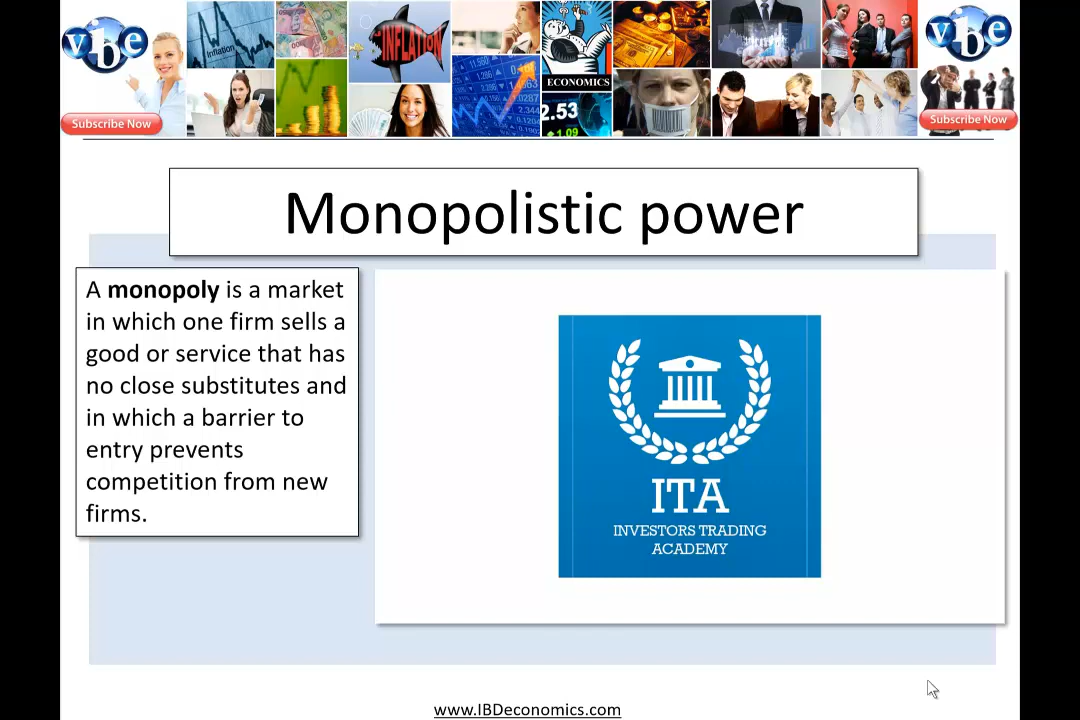 vbe
Subscribe Now
Inflation
INFLATION
ECONOMICS
2.53
1.09
vbe
Subscribe Now
Monopolistic power
A monopoly is a market
in which one firm sells a
good or service that has
no close substitutes and
in which a barrier to
entry prevents
competition from new
firms.
ITA
INVESTORS TRADING
ACADEMY
www.IBDeconomics.com